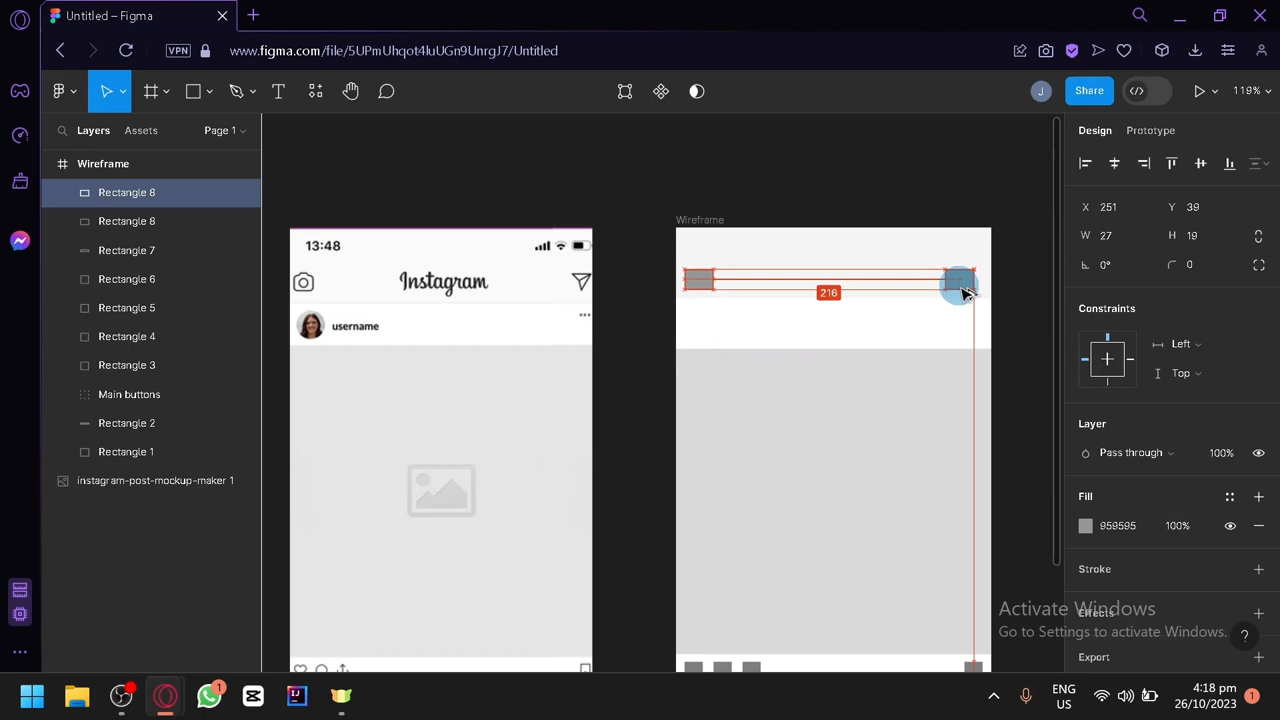 Untitled – Figma
VPN
www.figma.com/file/5UPmUhqot4luUGn9UnrgJ7/Untitled
J
Share
119%
Layers
Assets
Page 1
Design
Prototype
Wireframe
Rectangle 8
Rectangle 8
Rectangle 7
Rectangle 6
Rectangle 5
Rectangle 4
Rectangle 3
Main buttons
Rectangle 2
Rectangle 1
instagram-post-mockup-maker 1
13:48
Instagram
username
Wireframe
216
X 251
Y 39
W 27
H 19
0°
0
Constraints
Left
Top
Layer
Pass through
100%
Fill
959595
100%
Stroke
Effects
Export
Activate Windows
Go to Settings to activate Windows.
?
1
ENG
US
4:18 pm
26/10/2023
1